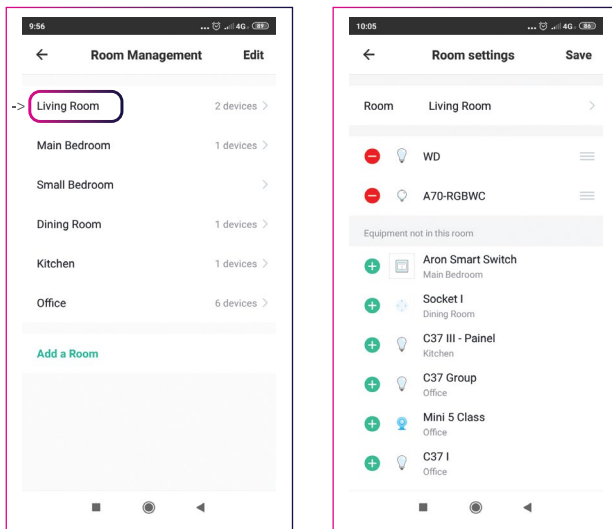 9:56
... 4G 89
Room Management
Edit
-> Living Room
2 devices >
Main Bedroom
1 devices >
Small Bedroom
>
Dining Room
1 devices >
Kitchen
1 devices >
Office
6 devices >
Add a Room
10:05
... 4G 86
Room settings
Save
Room
Living Room
>
WD
A70-RGBWC
Equipment not in this room
Aron Smart Switch
Main Bedroom
Socket I
Dining Room
C37 III - Painel
Kitchen
C37 Group
Office
Mini 5 Class
Office
C37 I
Office